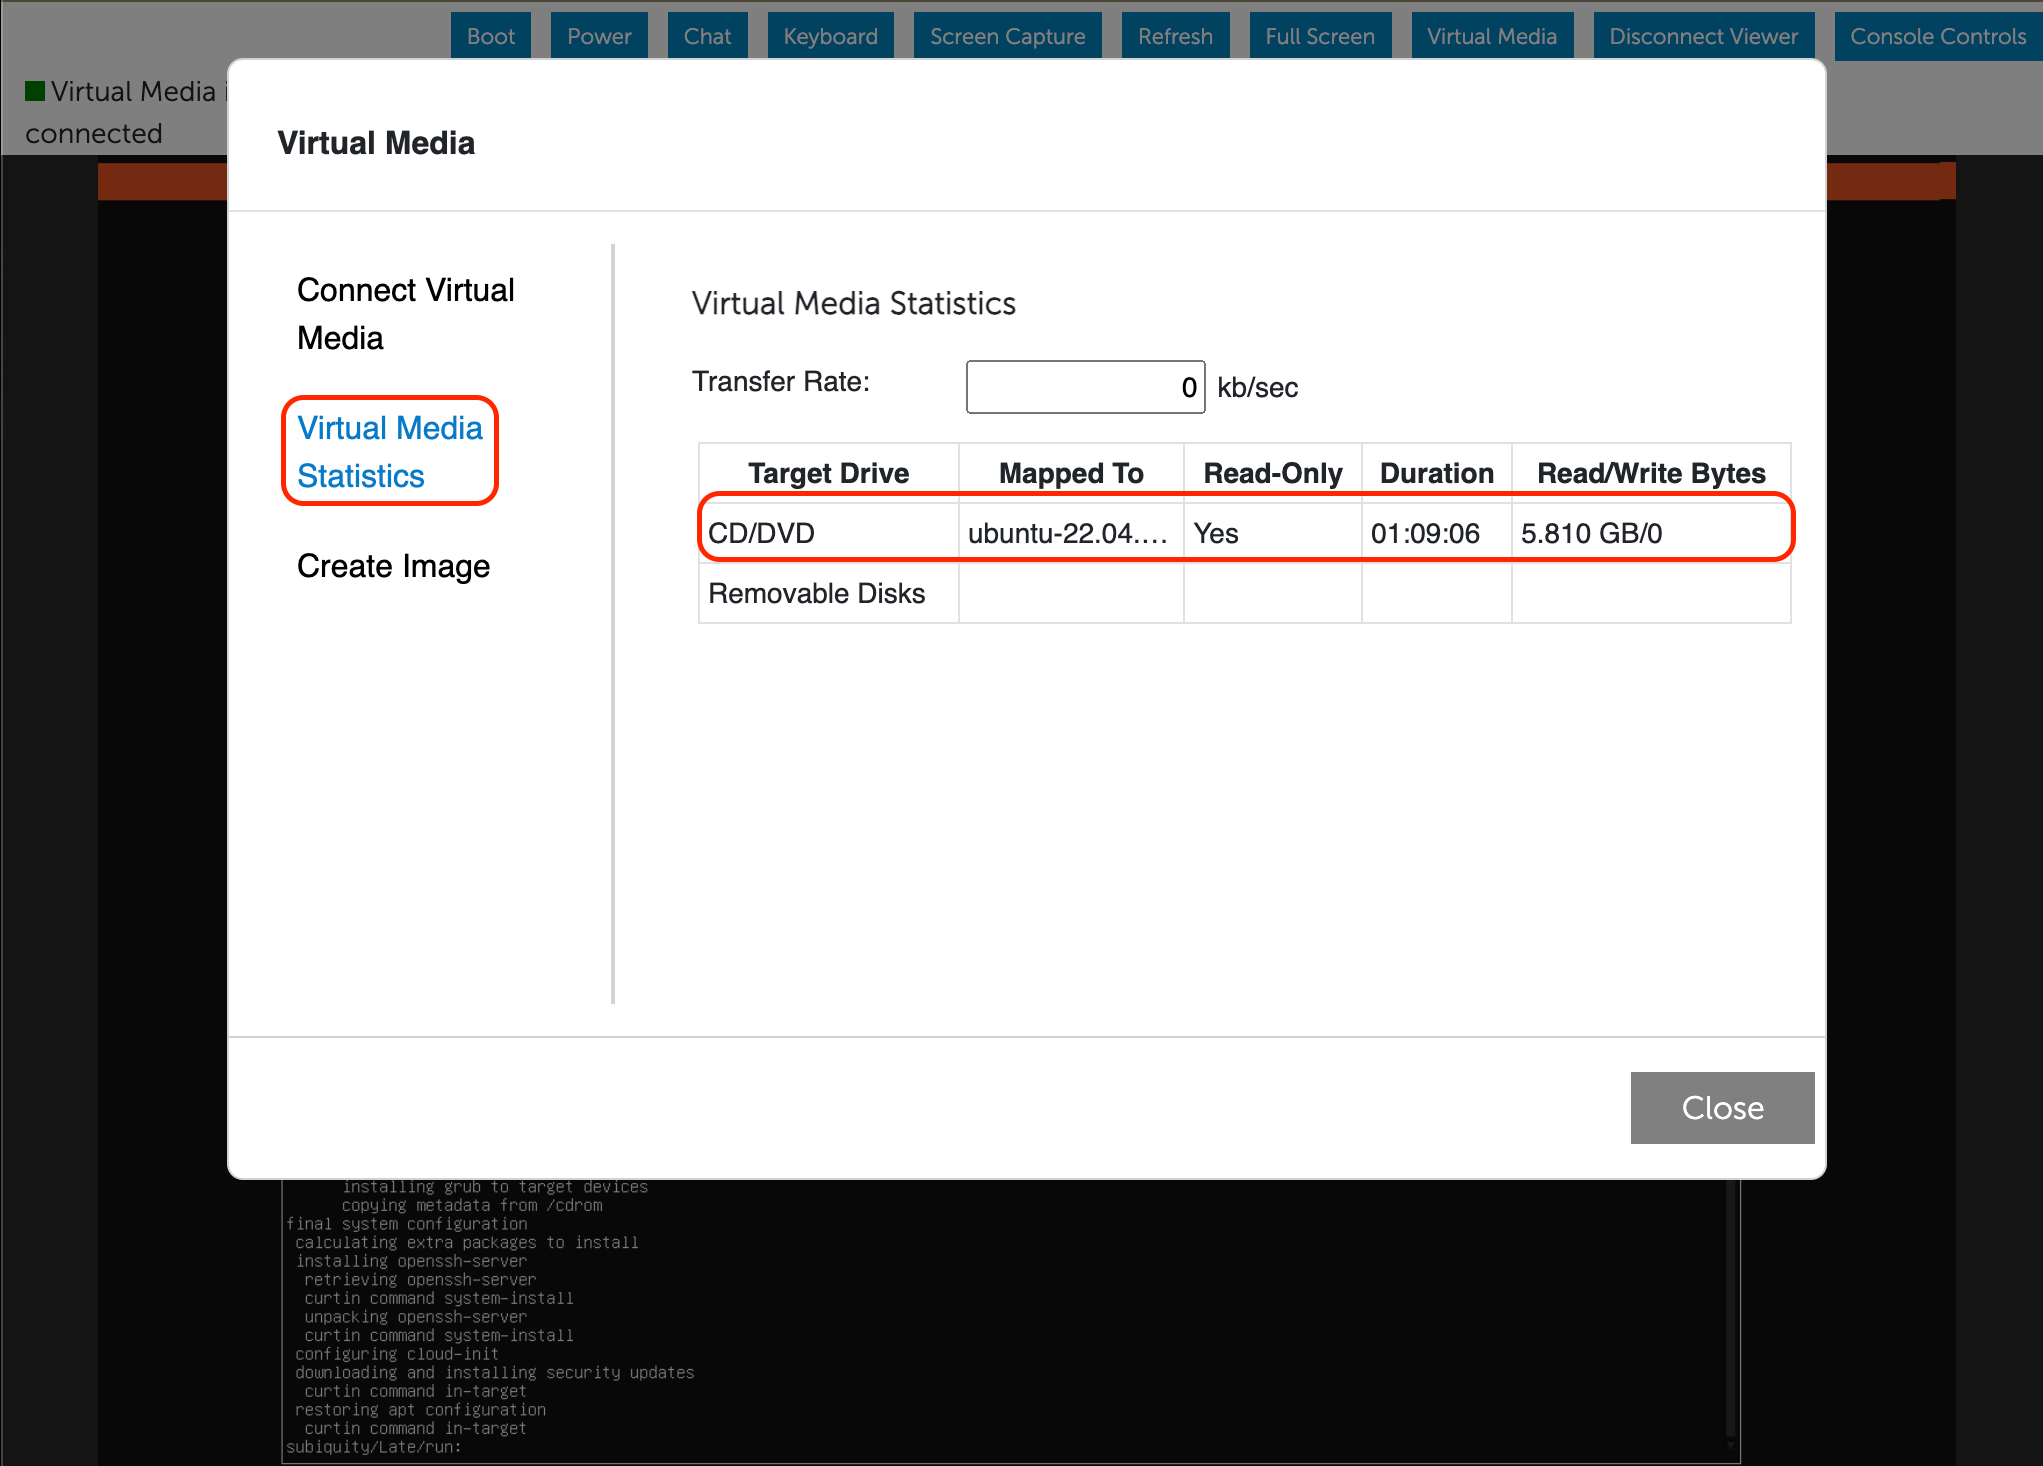 Boot Power Chat Keyboard Screen Capture Refresh Full Screen Virtual Media Disconnect Viewer Console Controls
Virtual Media
connected
Virtual Media
Connect Virtual
Media
Virtual Media
Statistics
Create Image
Virtual Media Statistics
Transfer Rate: 0 kb/sec
Target Drive Mapped To Read-Only Duration Read/Write Bytes
CD/DVD ubuntu-22.04.... Yes 01:09:06 5.810 GB/0
Removable Disks
Close
installing grub to target devices
copying metadata from /cdrom
final system configuration
calculating extra packages to install
installing openssh-server
retrieving openssh-server
curtin command system-install
unpacking openssh-server
curtin command system-install
configuring cloud-init
downloading and installing security updates
curtin command in-target
restoring apt configuration
curtin command in-target
subiquity/Late/run: